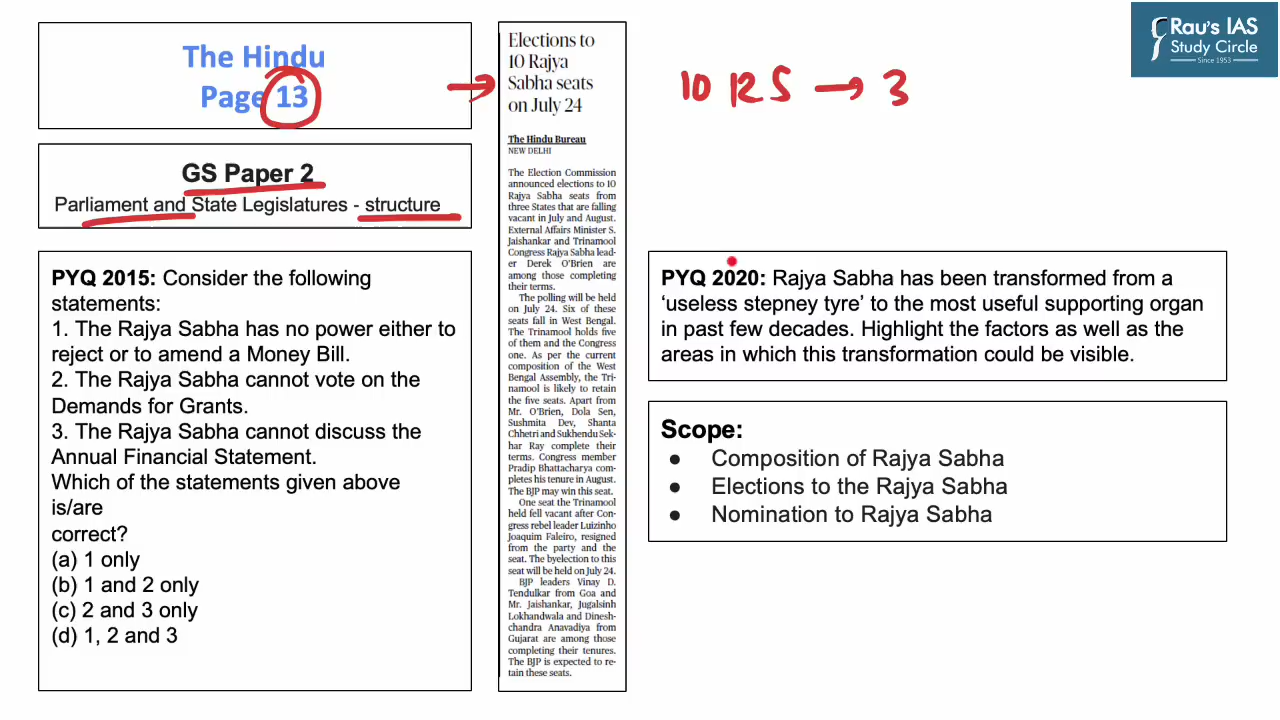 The Hindu
Page 13
GS Paper 2
Parliament and State Legislatures - structure
PYQ 2015: Consider the following
statements:
1. The Rajya Sabha has no power either to
reject or to amend a Money Bill.
2. The Rajya Sabha cannot vote on the
Demands for Grants.
3. The Rajya Sabha cannot discuss the
Annual Financial Statement.
Which of the statements given above
is/are
correct?
(a) 1 only
(b) 1 and 2 only
(c) 2 and 3 only
(d) 1, 2 and 3
Elections to
10 Rajya
Sabha seats
on July 24
The Hindu Bureau
NEW DELHI
The Election Commission
announced elections to 10
Rajya Sabha seats from
three States that are falling
vacant in July and August.
External Affairs Minister S.
Jaishankar and Trinamool
Congress Rajya Sabha lead-
er Derek O'Brien are
among those completing
their terms.
The polling will be held
on July 24. Six of these
seats fall in West Bengal.
The Trinamool holds five
of them and the Congress
one. As per the current
composition of the West
Bengal Assembly, the Tri-
namool is likely to retain
the five seats. Apart from
Mr. O'Brien, Dola Sen,
Sushmita Dev, Shanta
Chhetri and Sukhendu Sek-
har Ray complete their
terms. Congress member
Pradip Bhattacharya com-
pletes his tenure in August.
The BJP may win this seat.
One seat the Trinamool
held fell vacant after Con-
gress rebel leader Luizinho
Joaquim Faleiro, resigned
from the party and the
seat. The byelection to this
seat will be held on July 24.
BJP leaders Vinay D.
Tendulkar from Goa and
Mr. Jaishankar, Jugalsinh
Lokhandwala and Dinesh-
chandra Anavadiya from
Gujarat are among those
completing their tenures.
The BJP is expected to re-
tain these seats.
10 RS → 3
Rau's IAS
Study Circle
Since 1953
PYQ 2020: Rajya Sabha has been transformed from a
‘useless stepney tyre’ to the most useful supporting organ
in past few decades. Highlight the factors as well as the
areas in which this transformation could be visible.
Scope:
● Composition of Rajya Sabha
● Elections to the Rajya Sabha
● Nomination to Rajya Sabha